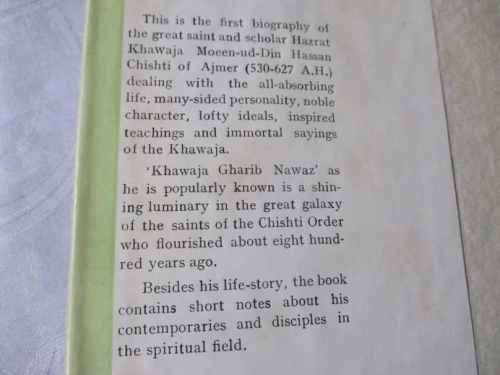 This is the first biography of
the great saint and scholar Hazrat
Khawaja Moeen-ud-Din Hassan
Chishti of Ajmer (530-627 A.H.)
dealing with the all-absorbing
life, many-sided personality, noble
character, lofty ideals, inspired
teachings and immortal sayings
of the Khawaja.
'Khawaja Gharib Nawaz' as
he is popularly known is a shin-
ing luminary in the great galaxy
of the saints of the Chishti Order
who flourished about eight hund-
red years ago.
Besides his life-story, the book
contains short notes about his
contemporaries and disciples in
the spiritual field.